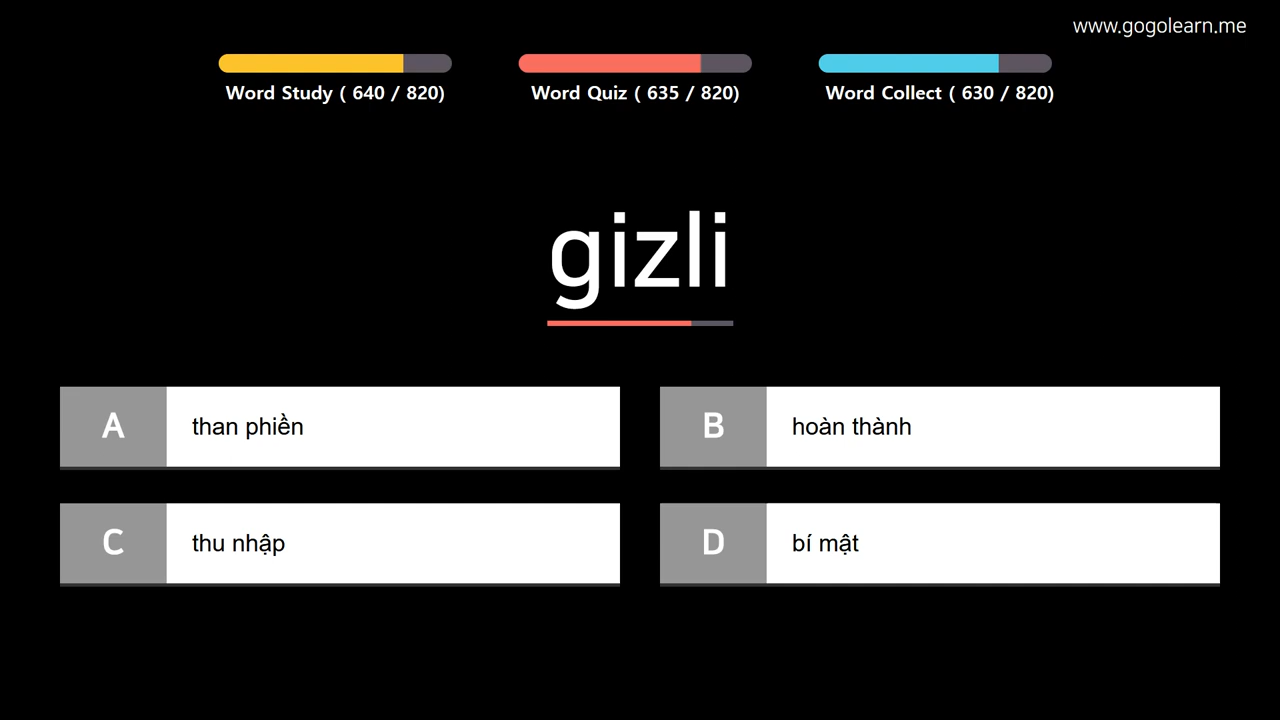 www.gogolearn.me
Word Study ( 640 / 820)
Word Quiz ( 635 / 820)
Word Collect ( 630 / 820)
gizli
A than phiền
B hoàn thành
C thu nhập
D bí mật